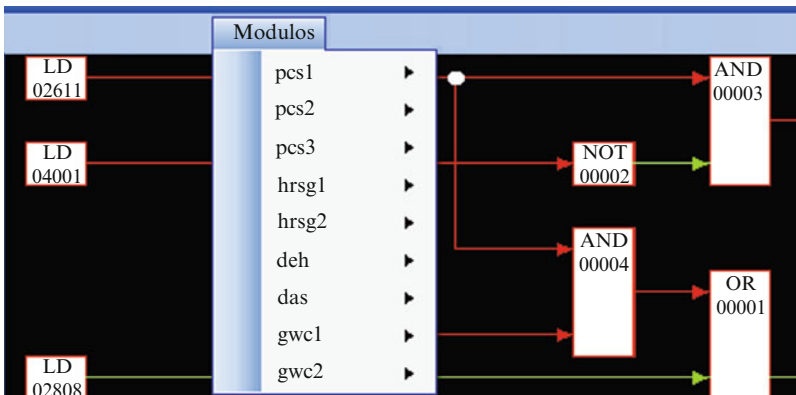 Modulos
LD
02611
pcs1
AND
00003
pcs2
LD
04001
pcs3
NOT
00002
hrsg1
hrsg2
AND
00004
deh
das
OR
00001
gwc1
LD
02808
gwc2